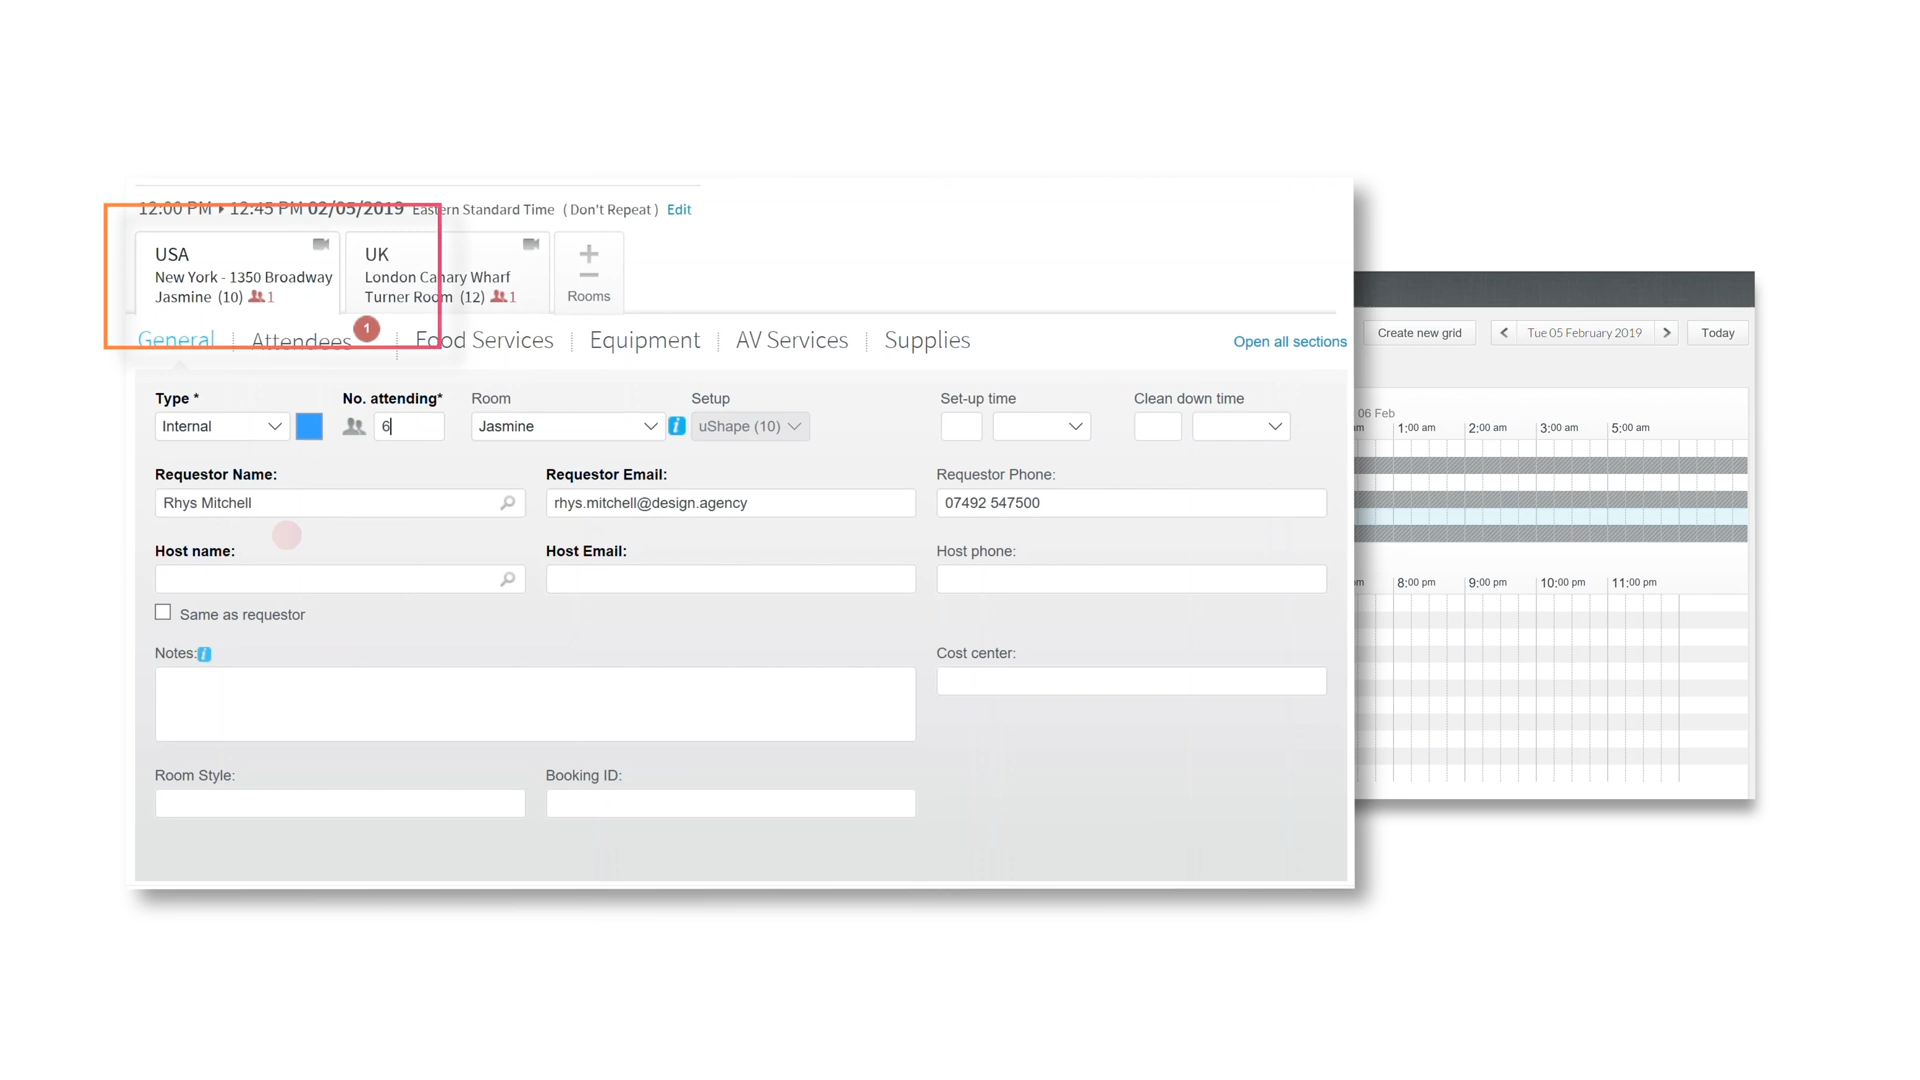 12:00 PM ▸ 12:45 PM 02/05/2019 Eastern Standard Time (Don't Repeat) Edit
USA
New York - 1350 Broadway
Jasmine (10) 1
UK
London Canary Wharf
Turner Room (12) 1
Rooms
General
Attendees 1
Food Services
Equipment
AV Services
Supplies
Open all sections
Type *
Internal
No. attending*
6
Room
Jasmine
i
Setup
uShape (10)
Set-up time
Clean down time
Requestor Name:
Rhys Mitchell
Requestor Email:
rhys.mitchell@design.agency
Requestor Phone:
07492 547500
Host name:
Host Email:
Host phone:
Same as requestor
Notes: i
Cost center:
Room Style:
Booking ID:
Create new grid
Tue 05 February 2019
Today
06 Feb
am 1:00 am 2:00 am 3:00 am 5:00 am
pm 8:00 pm 9:00 pm 10:00 pm 11:00 pm